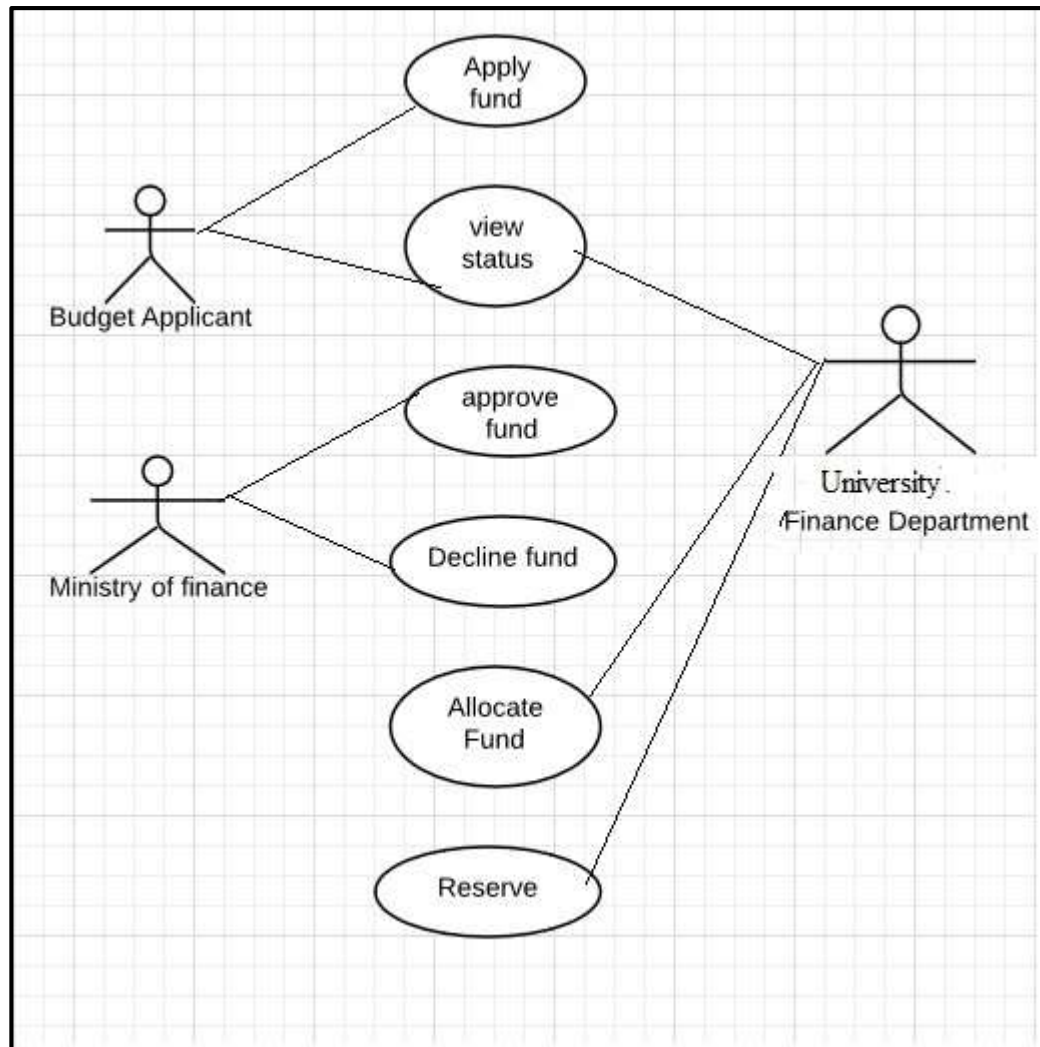 Apply
fund
view
status
Budget Applicant
approve
fund
Ministry of finance
Decline fund
University.
Finance Department
Allocate
Fund
Reserve